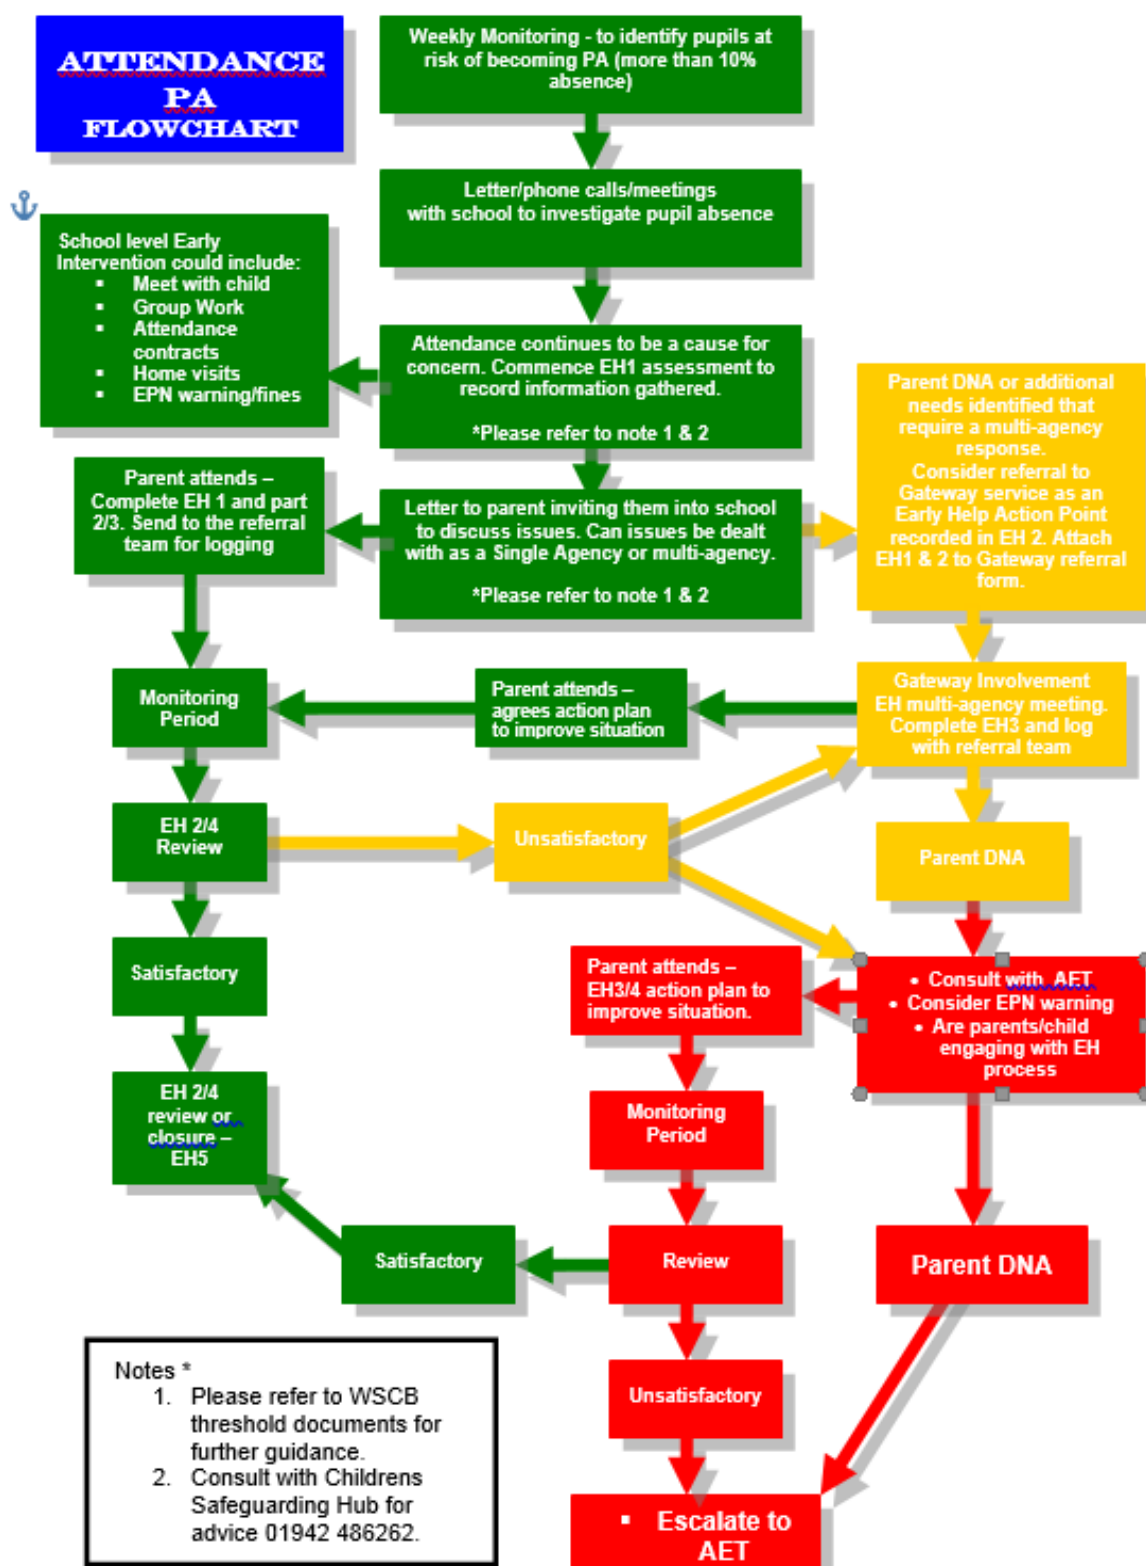 ATTENDANCE
PA
FLOWCHART
Weekly Monitoring - to identify pupils at
risk of becoming PA (more than 10%
absence)
Letter/phone calls/meetings
with school to investigate pupil absence
School level Early
Intervention could include:
▪ Meet with child
▪ Group Work
▪ Attendance
contracts
▪ Home visits
▪ EPN warning/fines
Attendance continues to be a cause for
concern. Commence EH1 assessment to
record information gathered.
*Please refer to note 1 & 2
Parent DNA or additional
needs identified that
require a multi-agency
response.
Consider referral to
Gateway service as an
Early Help Action Point
recorded in EH 2. Attach
EH1 & 2 to Gateway referral
form.
Parent attends –
Complete EH 1 and part
2/3. Send to the referral
team for logging
Letter to parent inviting them into school
to discuss issues. Can issues be dealt
with as a Single Agency or multi-agency.
*Please refer to note 1 & 2
Monitoring
Period
Parent attends –
agrees action plan
to improve situation
Gateway Involvement
EH multi-agency meeting.
Complete EH3 and log
with referral team
EH 2/4
Review
Unsatisfactory
Parent DNA
Satisfactory
Parent attends –
EH3/4 action plan to
improve situation.
• Consult with AET
• Consider EPN warning
• Are parents/child
engaging with EH
process
EH 2/4
review or
closure –
EH5
Monitoring
Period
Satisfactory
Review
Parent DNA
Unsatisfactory
Notes *
1. Please refer to WSCB
threshold documents for
further guidance.
2. Consult with Childrens
Safeguarding Hub for
advice 01942 486262.
▪ Escalate to
AET